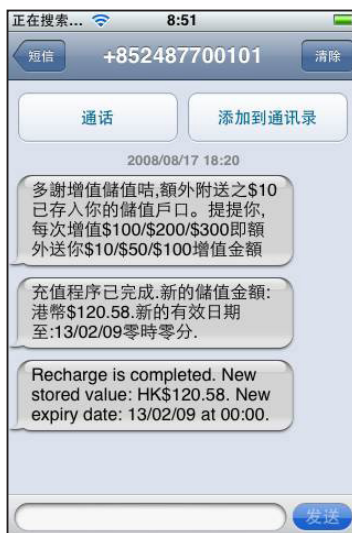 正在搜索... 8:51
短信 +852487700101 清除
通话 添加到通讯录
2008/08/17 18:20
多謝增值儲值咭,額外附送之$10
已存入你的儲值戶口。提提你,
每次增值$100/$200/$300即額
外送你$10/$50/$100增值金額
充值程序已完成.新的儲值金額:
港幣$120.58.新的有效日期
至:13/02/09零時零分.
Recharge is completed. New
stored value: HK$120.58. New
expiry date: 13/02/09 at 00:00.
发送